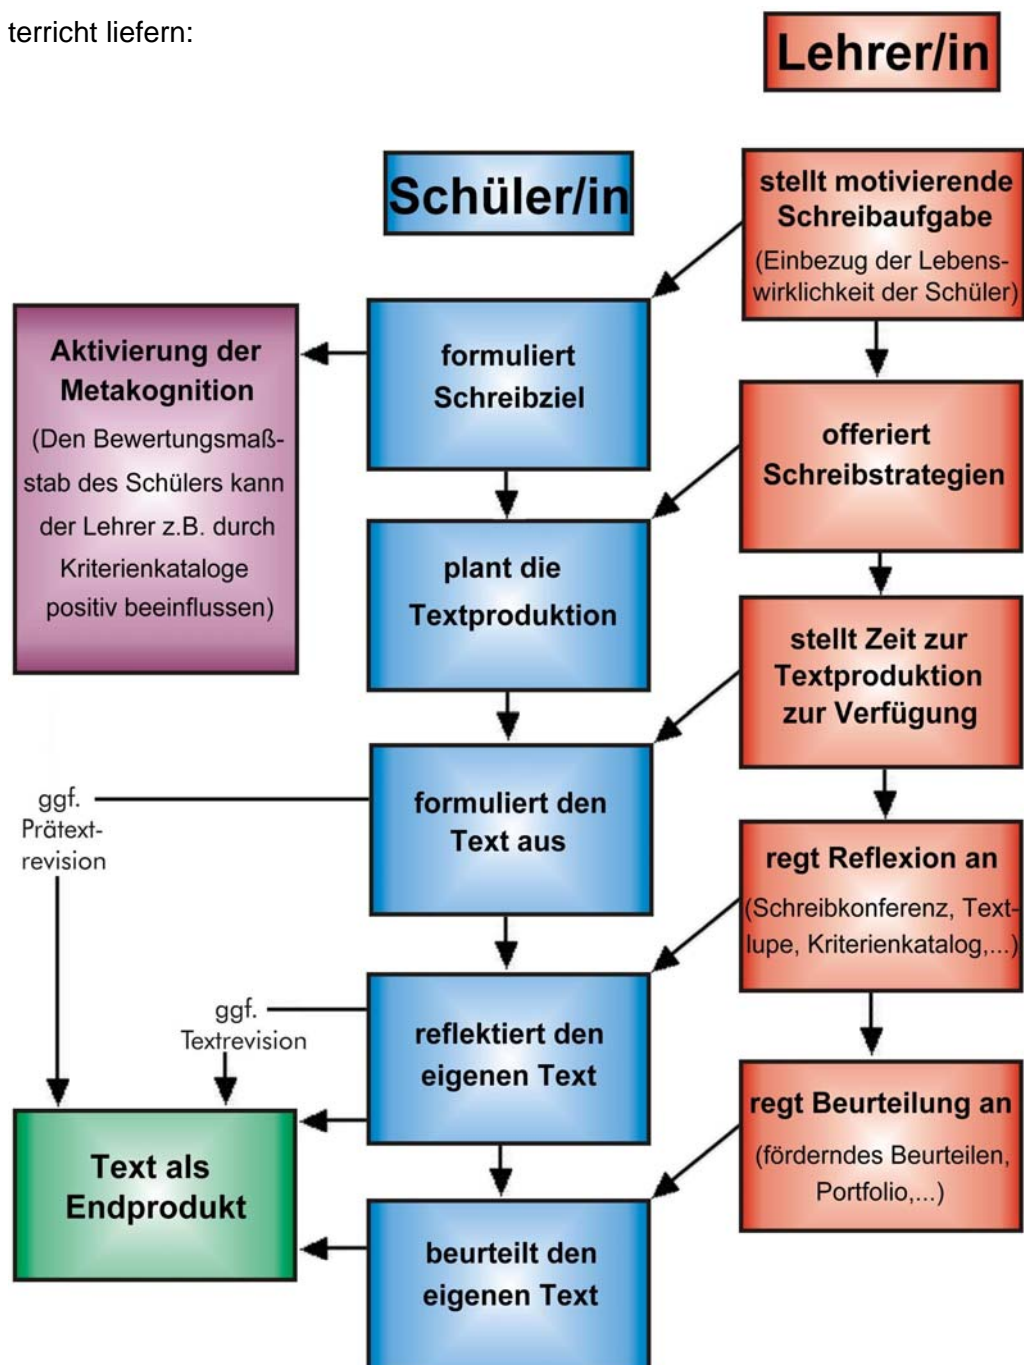 terricht liefern:
Lehrer/in
Schüler/in
stellt motivierende
Schreibaufgabe
(Einbezug der Lebens-
wirklichkeit der Schüler)
formuliert
Schreibziel
Aktivierung der
Metakognition
(Den Bewertungsmaß-
stab des Schülers kann
der Lehrer z.B. durch
Kriterienkataloge
positiv beeinflussen)
offeriert
Schreibstrategien
plant die
Textproduktion
stellt Zeit zur
Textproduktion
zur Verfügung
formuliert den
Text aus
ggf.
Prätext-
revision
regt Reflexion an
(Schreibkonferenz, Text-
lupe, Kriterienkatalog,...)
reflektiert den
eigenen Text
ggf.
Textrevision
regt Beurteilung an
(förderndes Beurteilen,
Portfolio,...)
Text als
Endprodukt
beurteilt den
eigenen Text